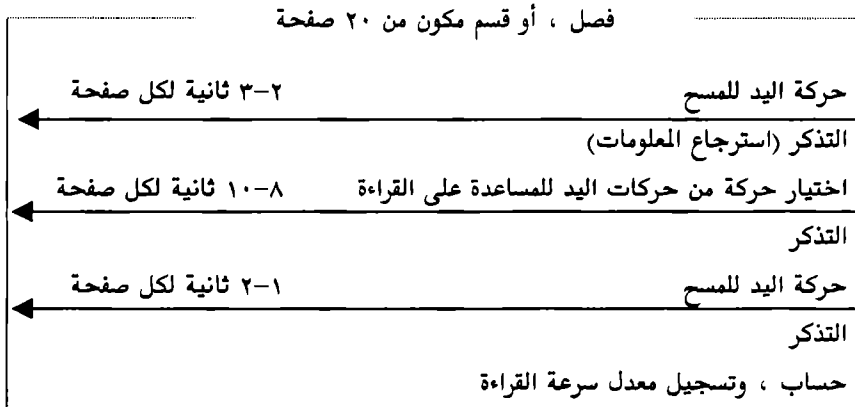 فصل ، أو قسم مكون من ٢٠ صفحة
حركة اليد للمسح ٢-٣ ثانية لكل صفحة
التذكر (استرجاع المعلومات)
اختيار حركة من حركات اليد للمساعدة على القراءة ٨-١٠ ثانية لكل صفحة
التذكر
حركة اليد للمسح ١-٢ ثانية لكل صفحة
التذكر
حساب ، وتسجيل معدل سرعة القراءة